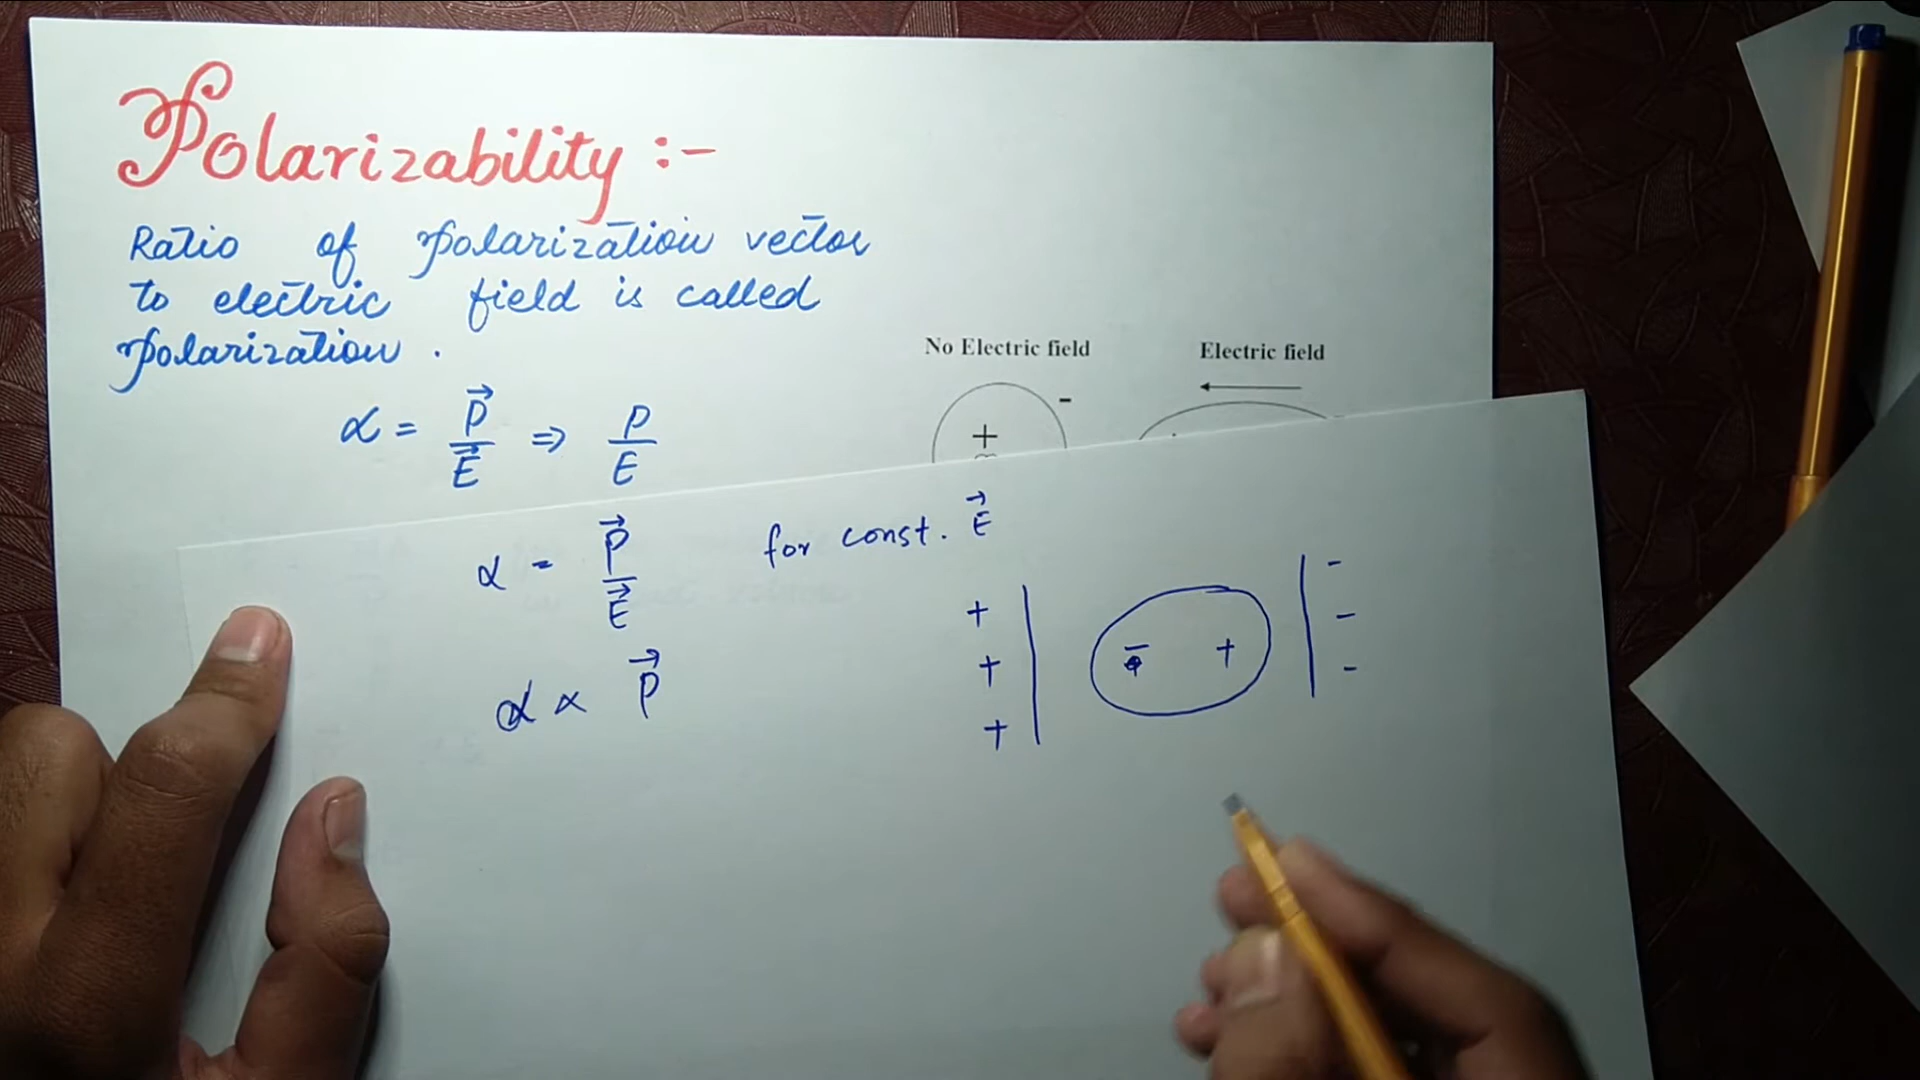 Polarizability :-
Ratio of polarization vector
to electric field is called
polarization .
No Electric field
Electric field
-
+
α = P⃗ / E⃗ ⇒ P / E
α = P⃗ / E⃗ for const. E⃗
α ∝ P⃗
+ -
+ - + -
+ -